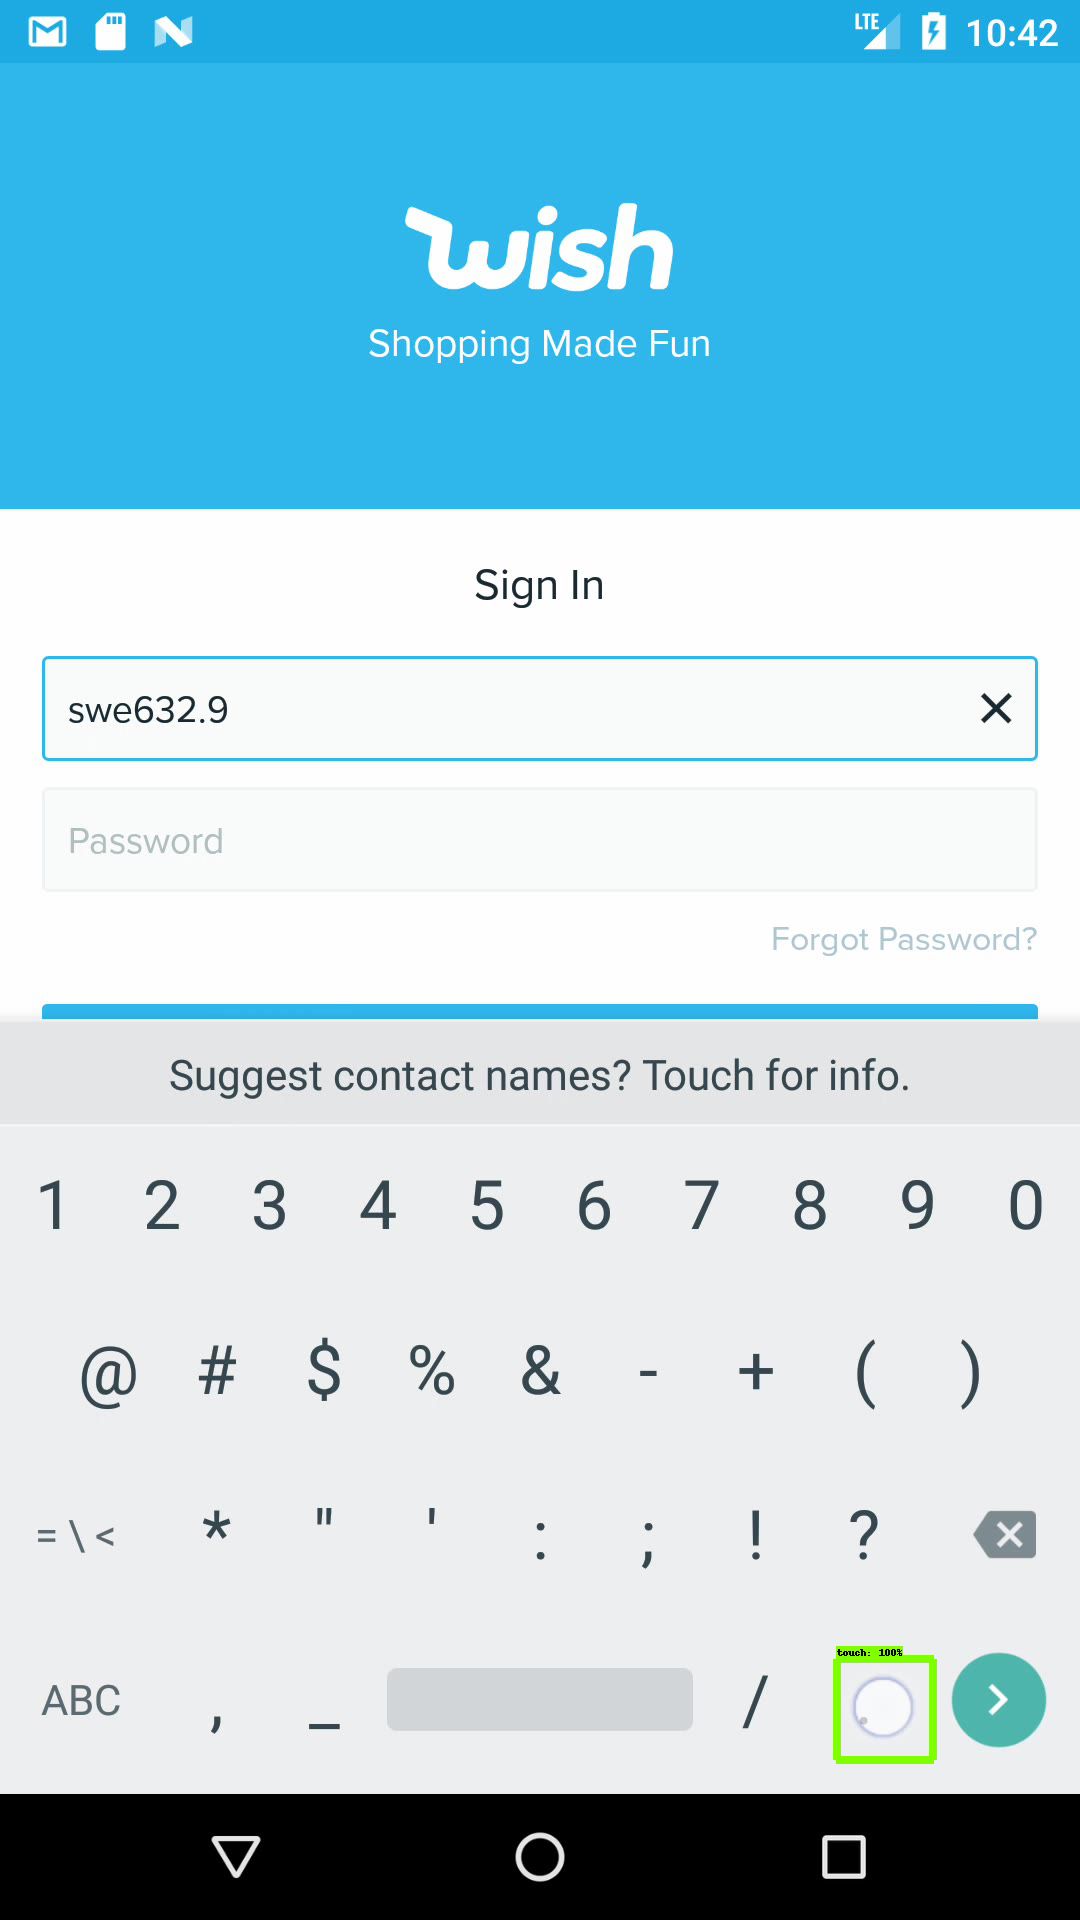 LTE 10:42
wish
Shopping Made Fun
Sign In
swe632.9
Password
Forgot Password?
Suggest contact names? Touch for info.
1 2 3 4 5 6 7 8 9 0
@ # $ % & - + ( )
= \ < * " ' : ; ! ?
touch: 100%
ABC , _ /